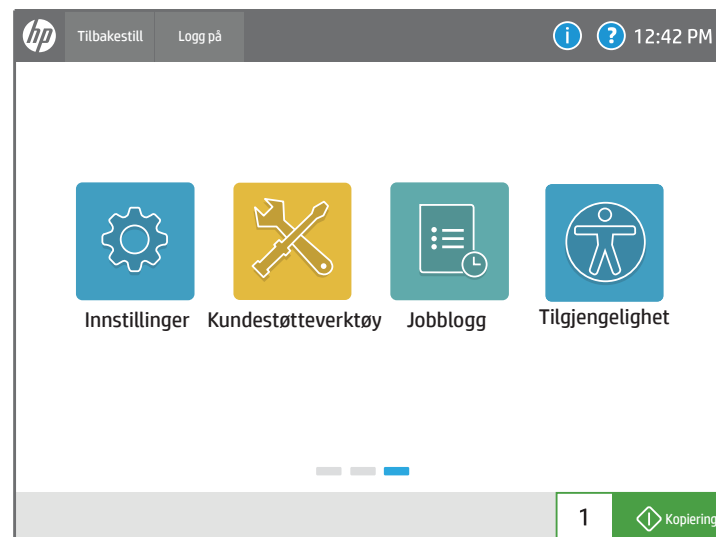 hp Tilbakestill Logg på i ? 12:42 PM
Innstillinger Kundestøtteverktøy Jobblogg Tilgjengelighet
1 Kopiering